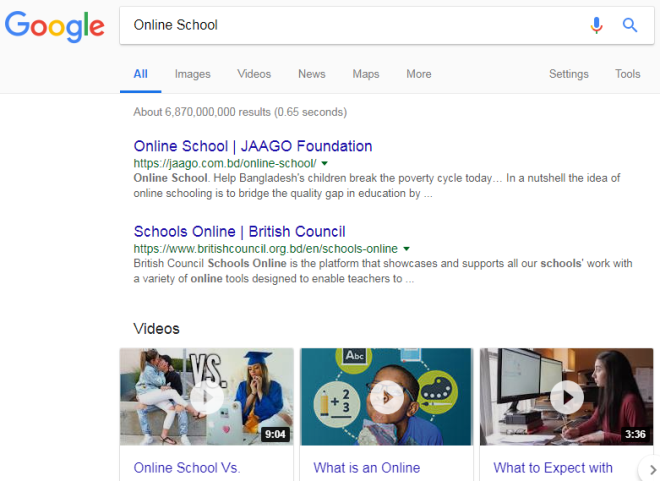 Google
Online School
All Images Videos News Maps More Settings Tools
About 6,870,000,000 results (0.65 seconds)
Online School | JAAGO Foundation
https://jaago.com.bd/online-school/
Online School. Help Bangladesh's children break the poverty cycle today… In a nutshell the idea of
online schooling is to bridge the quality gap in education by ...
Schools Online | British Council
https://www.britishcouncil.org.bd/en/schools-online
British Council Schools Online is the platform that showcases and supports all our schools' work with
a variety of online tools designed to enable teachers to ...
Videos
VS.
9:04
Abc
+ 2
3
3:36
Online School Vs.
What is an Online
What to Expect with